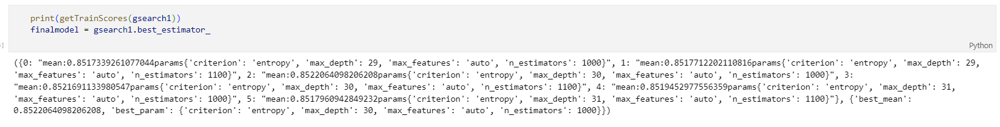 print(getTrainScores(gsearch1))
finalmodel = gsearch1.best_estimator_
]
Python
({0: "mean:0.8517339261077044params{'criterion': 'entropy', 'max_depth': 29, 'max_features': 'auto', 'n_estimators': 1000}", 1: "mean:0.8517712202110816params{'criterion': 'entropy', 'max_depth': 29,
'max_features': 'auto', 'n_estimators': 1100}", 2: "mean:0.8522064098206208params{'criterion': 'entropy', 'max_depth': 30, 'max_features': 'auto', 'n_estimators': 1000}", 3:
"mean:0.8521691133980547params{'criterion': 'entropy', 'max_depth': 30, 'max_features': 'auto', 'n_estimators': 1100}", 4: "mean:0.8519452977556359params{'criterion': 'entropy', 'max_depth': 31,
'max_features': 'auto', 'n_estimators': 1000}", 5: "mean:0.8517960942849232params{'criterion': 'entropy', 'max_depth': 31, 'max_features': 'auto', 'n_estimators': 1100}"}, {'best_mean':
0.8522064098206208, 'best_param': {'criterion': 'entropy', 'max_depth': 30, 'max_features': 'auto', 'n_estimators': 1000}})